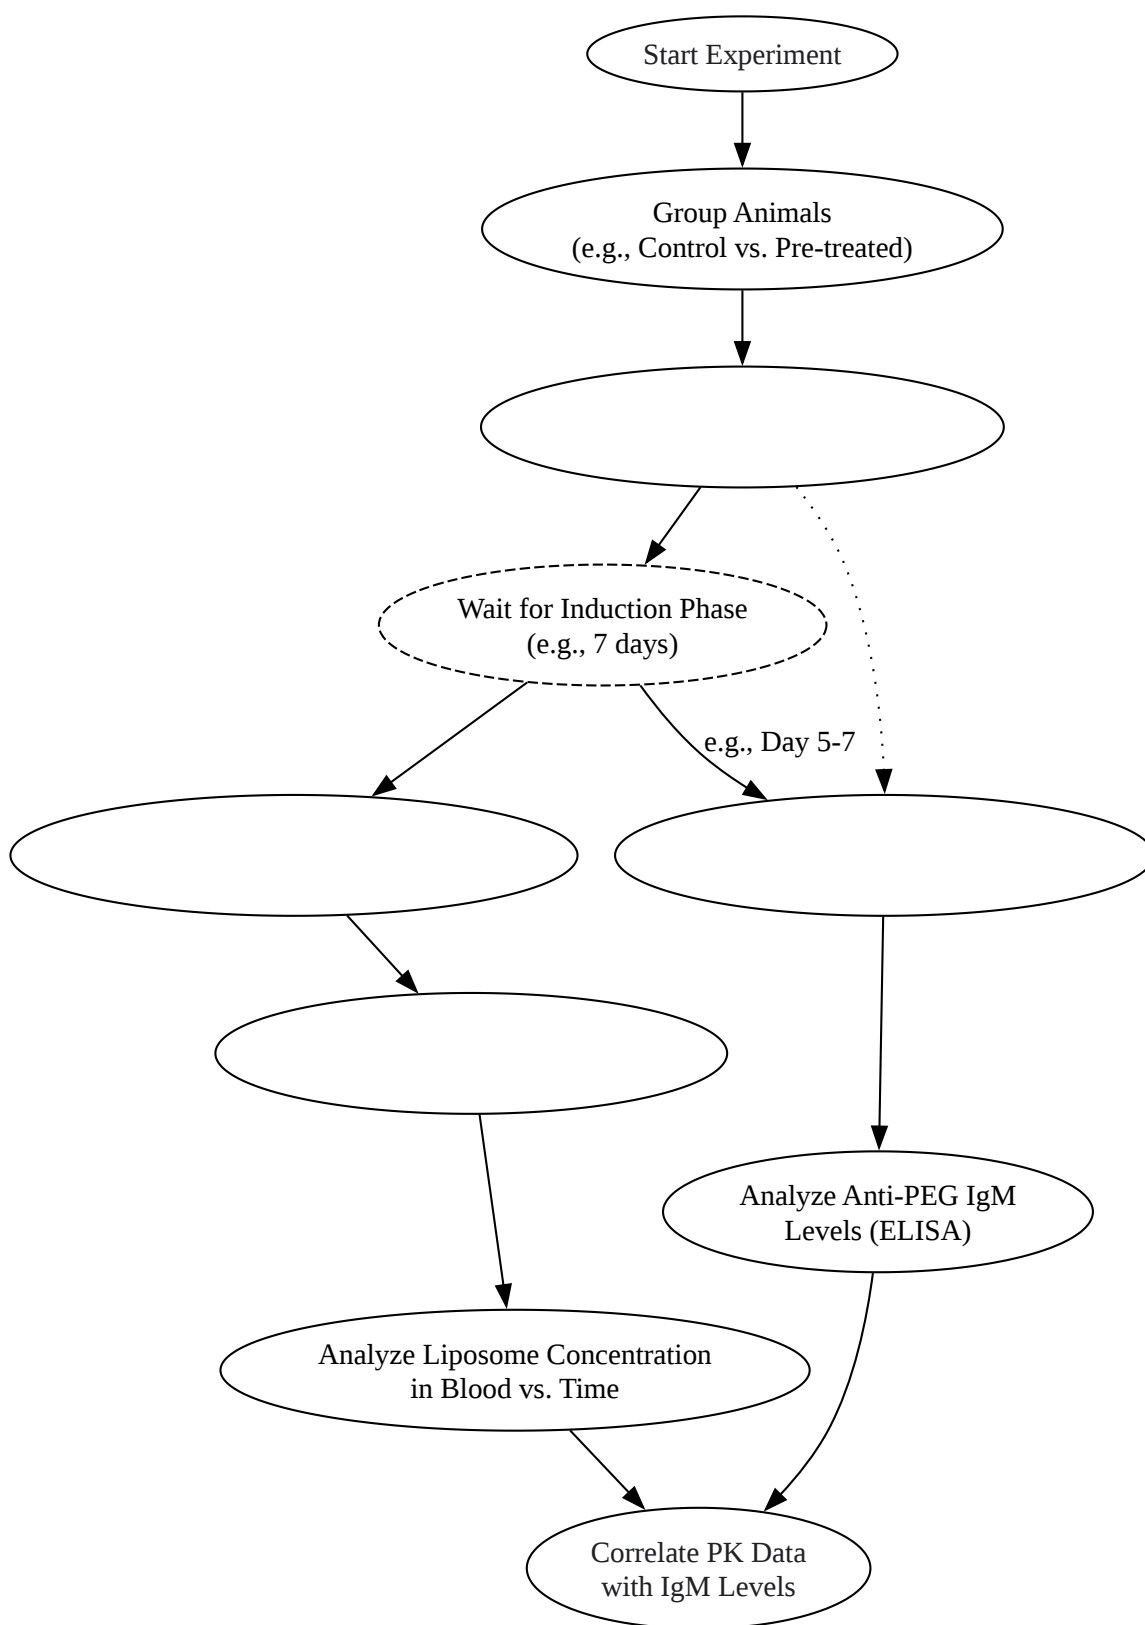 Start Experiment
Group Animals
(e.g., Control vs. Pre-treated)
Wait for Induction Phase
(e.g., 7 days)
e.g., Day 5-7
Analyze Anti-PEG IgM
Levels (ELISA)
Analyze Liposome Concentration
in Blood vs. Time
Correlate PK Data
with IgM Levels